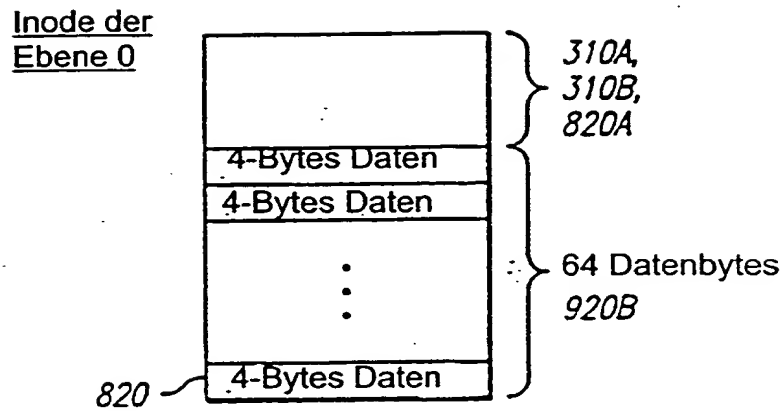 Inode der
Ebene 0
310A,
310B,
820A
4-Bytes Daten
4-Bytes Daten
64 Datenbytes
920B
4-Bytes Daten
820